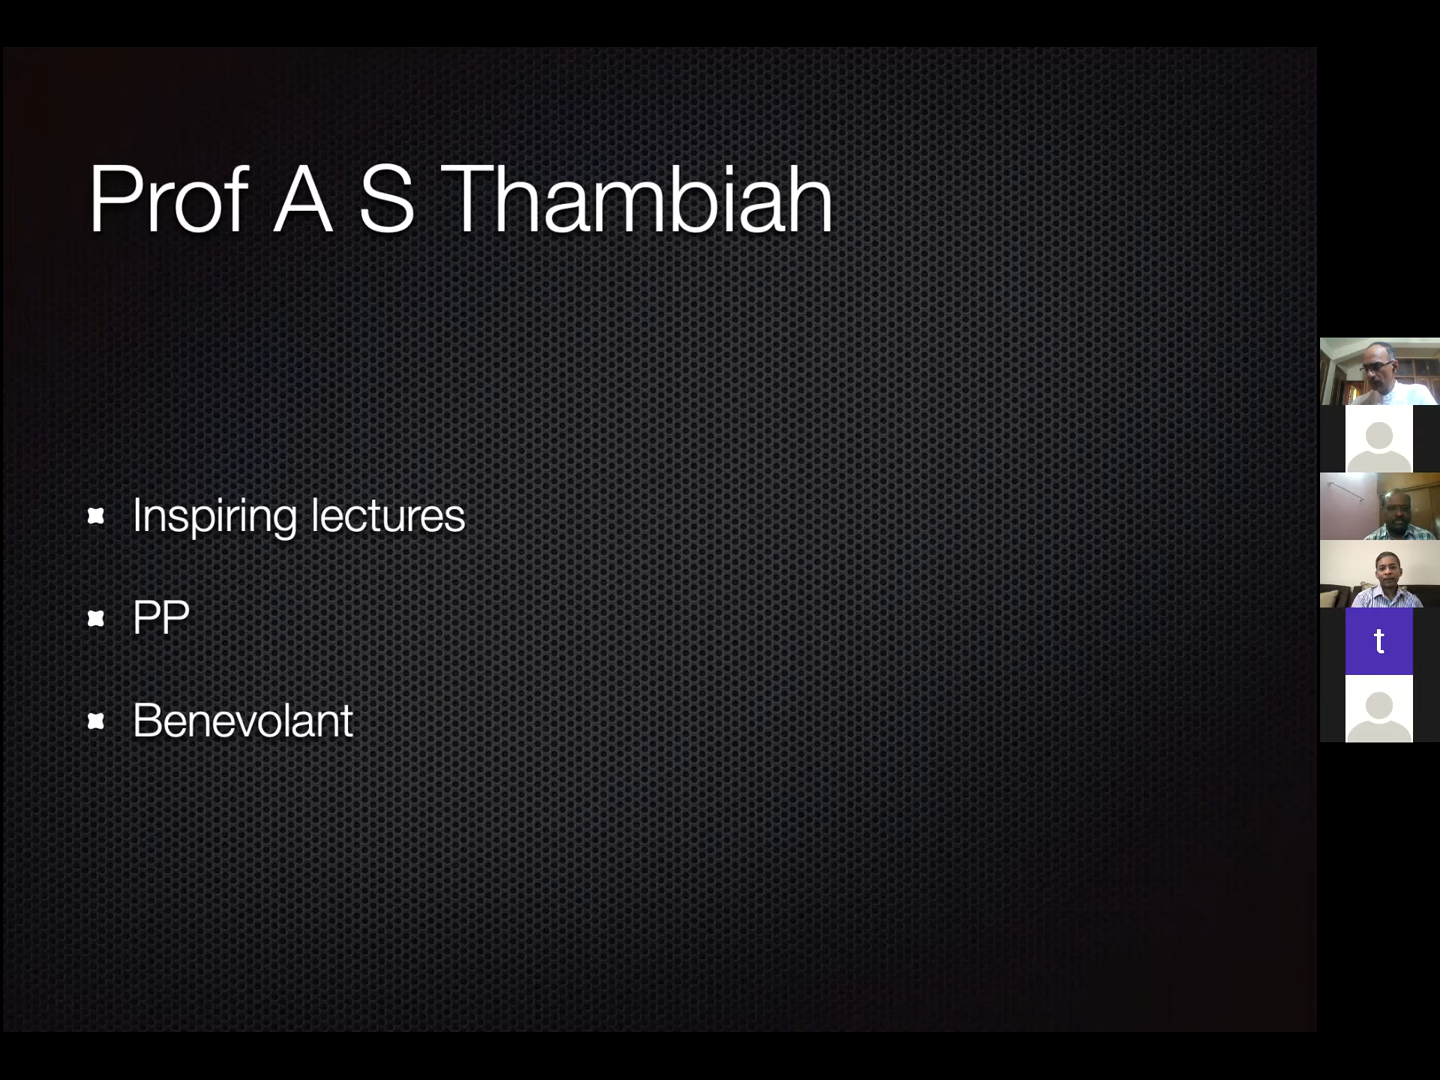 Prof A S Thambiah
Inspiring lectures
PP
Benevolant
t